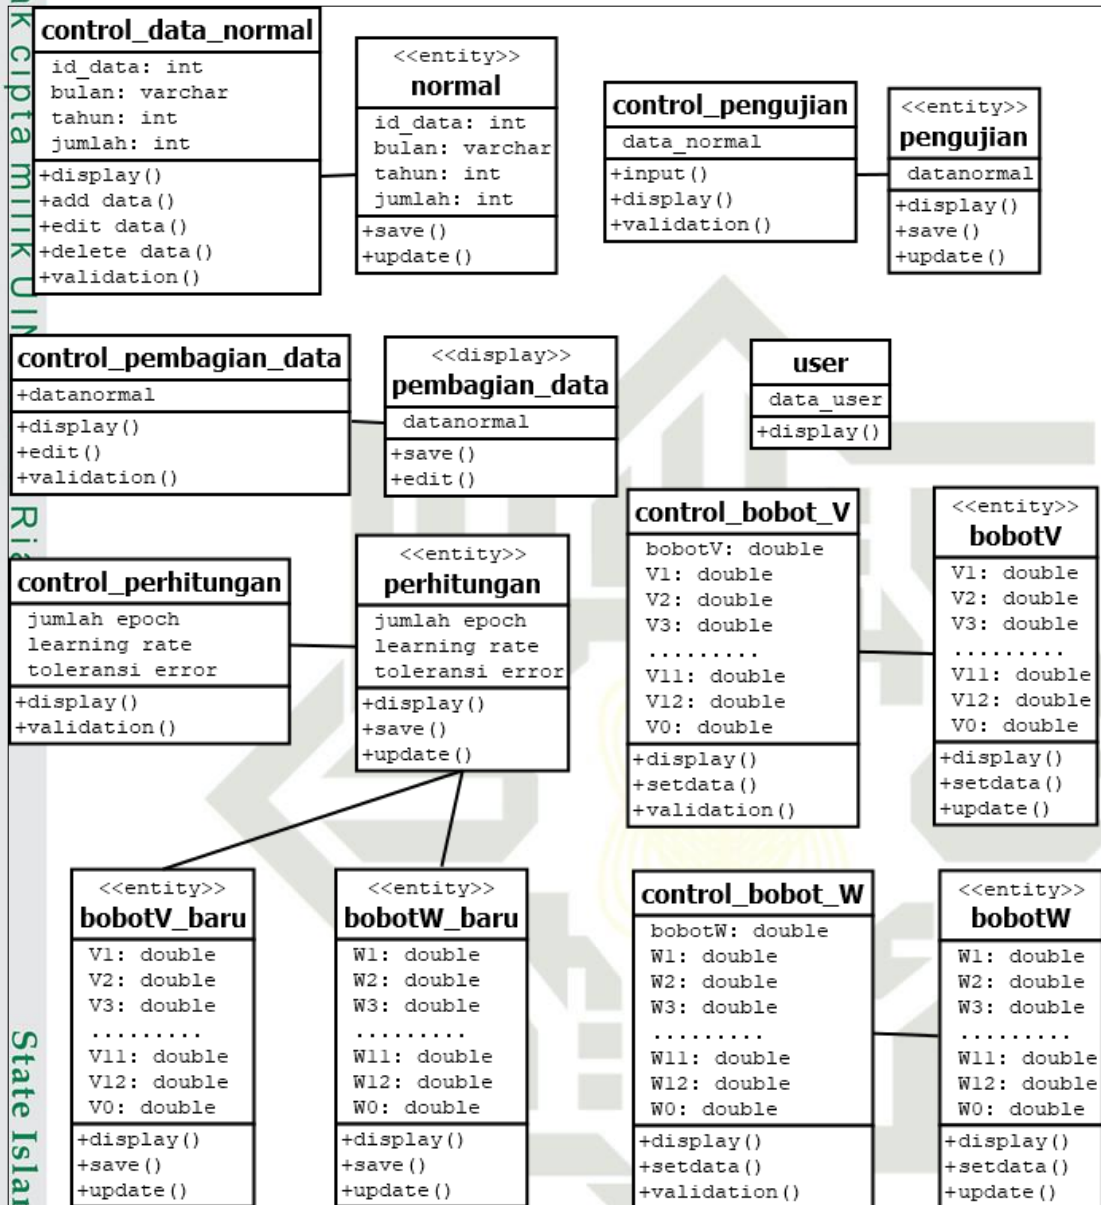 control_data_normal
id_data: int
bulan: varchar
tahun: int
jumlah: int
+display()
+add data()
+edit data()
+delete data()
+validation()
<<entity>>
normal
id_data: int
bulan: varchar
tahun: int
jumlah: int
+save()
+update()
control_pengujian
data_normal
+input()
+display()
+validation()
<<entity>>
pengujian
datanormal
+display()
+save()
+update()
control_pembagian_data
+datanormal
+display()
+edit()
+validation()
<<display>>
pembagian_data
datanormal
+save()
+edit()
user
data_user
+display()
control_perhitungan
jumlah epoch
learning rate
toleransi error
+display()
+validation()
<<entity>>
perhitungan
jumlah epoch
learning rate
toleransi error
+display()
+save()
+update()
control_bobot_V
bobotV: double
V1: double
V2: double
V3: double
.........
V11: double
V12: double
V0: double
+display()
+setdata()
+validation()
<<entity>>
bobotV
V1: double
V2: double
V3: double
.........
V11: double
V12: double
V0: double
+display()
+setdata()
+update()
<<entity>>
bobotV_baru
V1: double
V2: double
V3: double
.........
V11: double
V12: double
V0: double
+display()
+save()
+update()
<<entity>>
bobotW_baru
W1: double
W2: double
W3: double
.........
W11: double
W12: double
W0: double
+display()
+save()
+update()
control_bobot_W
bobotW: double
W1: double
W2: double
W3: double
.........
W11: double
W12: double
W0: double
+display()
+setdata()
+validation()
<<entity>>
bobotW
W1: double
W2: double
W3: double
.........
W11: double
W12: double
W0: double
+display()
+setdata()
+update()
cipta milik UIN
State